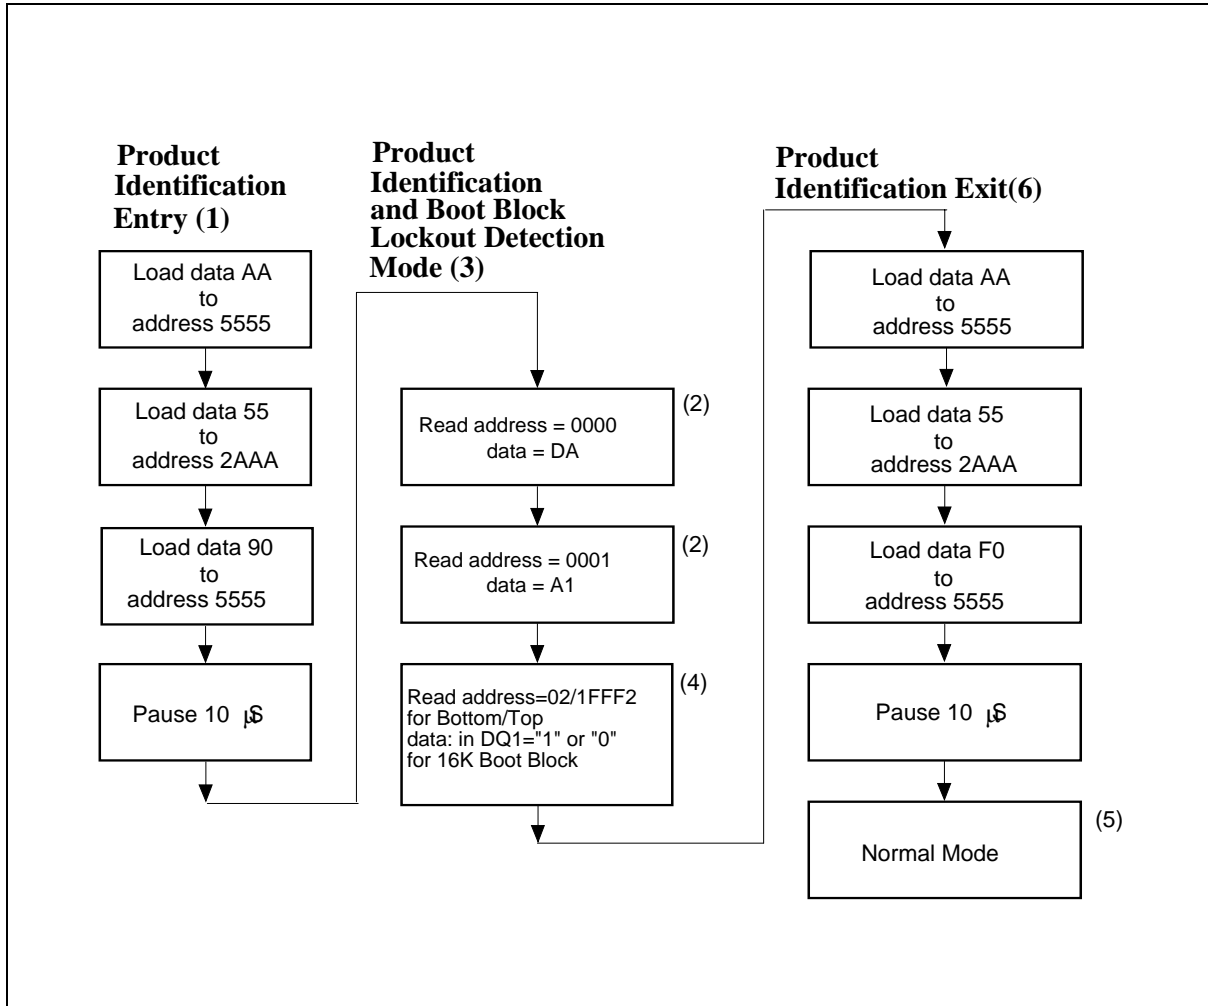 Product
Identification
Entry (1)
Load data AA
to
address 5555
Load data 55
to
address 2AAA
Load data 90
to
address 5555
Pause 10 µS
Product
Identification
and Boot Block
Lockout Detection
Mode (3)
Read address = 0000
data = DA
(2)
Read address = 0001
data = A1
(2)
Read address=02/1FFF2
for Bottom/Top
data: in DQ1="1" or "0"
for 16K Boot Block
(4)
Product
Identification Exit(6)
Load data AA
to
address 5555
Load data 55
to
address 2AAA
Load data F0
to
address 5555
Pause 10 µS
Normal Mode
(5)